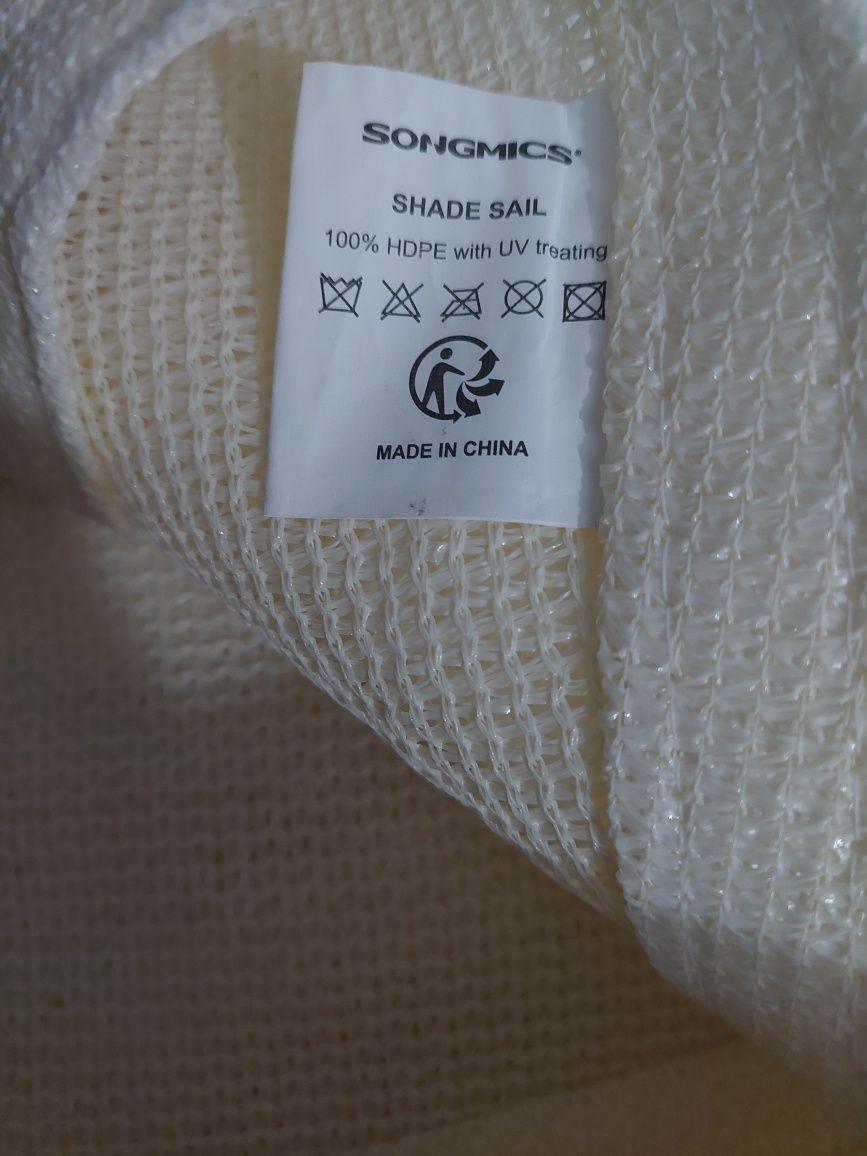 SONGMICS®
SHADE SAIL
100% HDPE with UV treating
MADE IN CHINA